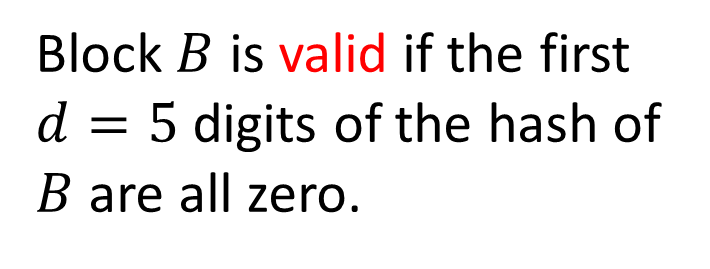 Block B is valid if the first
d = 5 digits of the hash of
B are all zero.